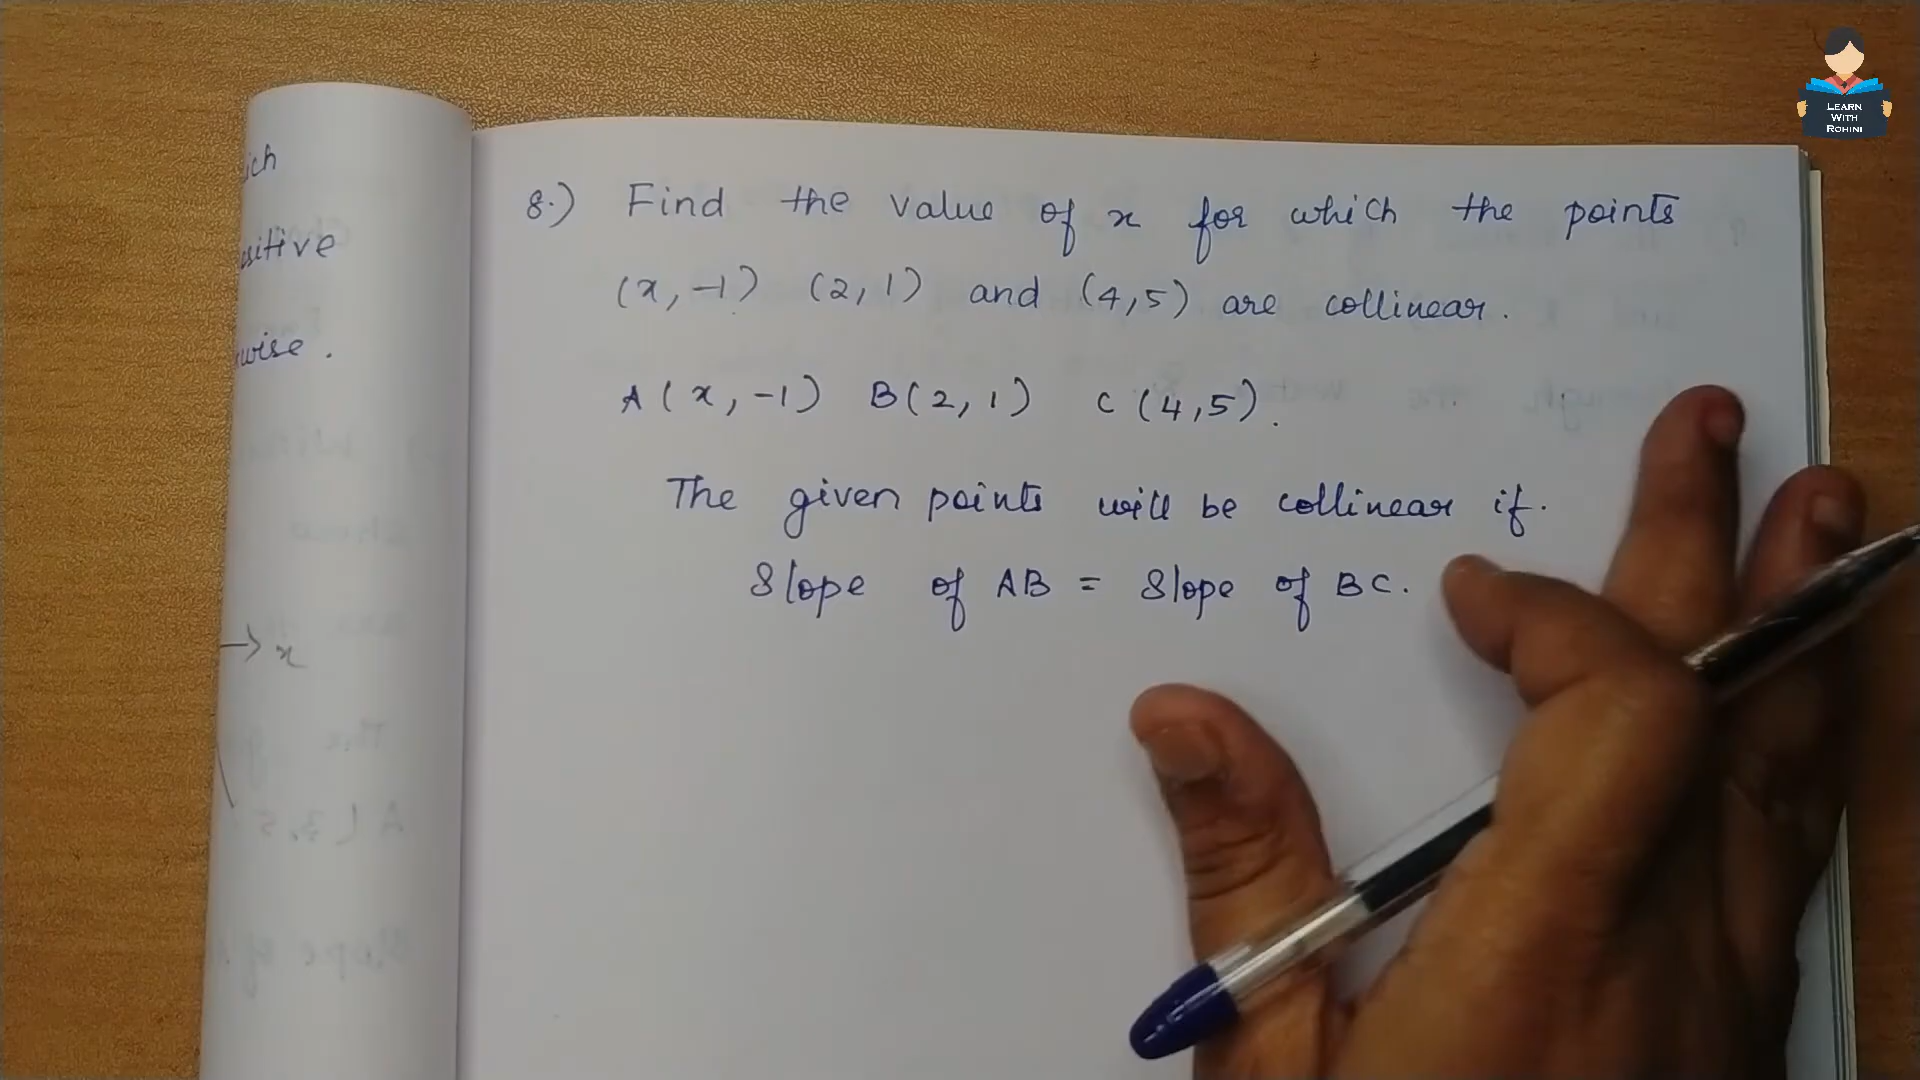 LEARN
WITH
ROHINI
8.) Find the value of x for which the points
(x, -1) (2, 1) and (4, 5) are collinear.
A (x, -1) B (2, 1) C (4, 5).
The given points will be collinear if.
Slope of AB = Slope of BC.
wise.
→ x